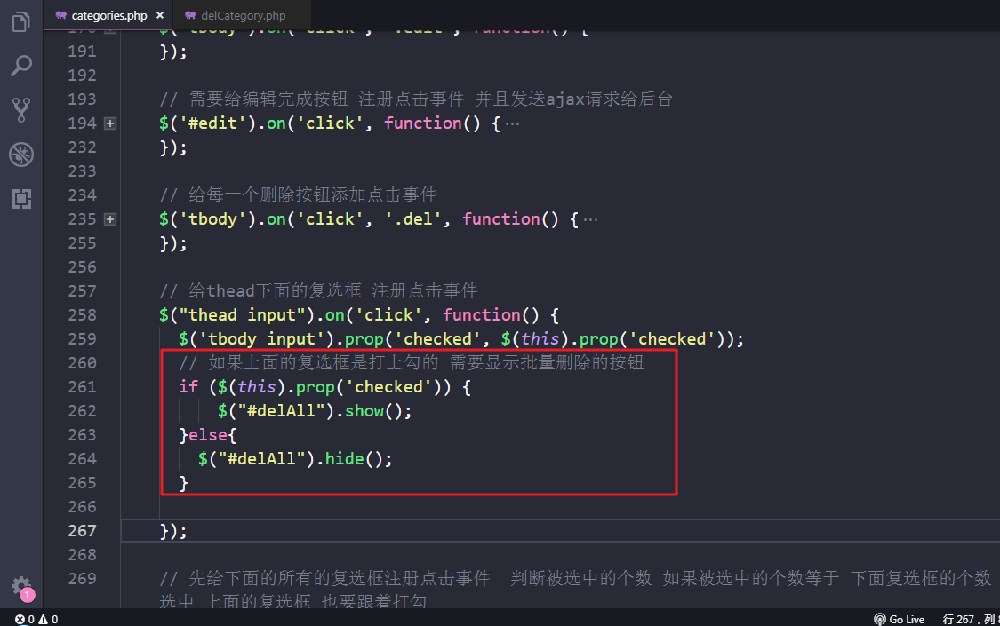 categories.php × delCategory.php
190 $('tbody').on('click', '.edit', function() {
191 });
192
193 // 需要给编辑完成按钮 注册点击事件 并且发送ajax请求给后台
194 $('#edit').on('click', function() {···
232 });
233
234 // 给每一个删除按钮添加点击事件
235 $('tbody').on('click', '.del', function() {···
255 });
256
257 // 给thead下面的复选框 注册点击事件
258 $("thead input").on('click', function() {
259 $('tbody input').prop('checked', $(this).prop('checked'));
260 // 如果上面的复选框是打上勾的 需要显示批量删除的按钮
261 if ($(this).prop('checked')) {
262 $("#delAll").show();
263 }else{
264 $("#delAll").hide();
265 }
266
267 });
268
269 // 先给下面的所有的复选框注册点击事件 判断被选中的个数 如果被选中的个数等于 下面复选框的个数
选中 上面的复选框 也要跟着打勾
1
0 0 Go Live 行 267，列